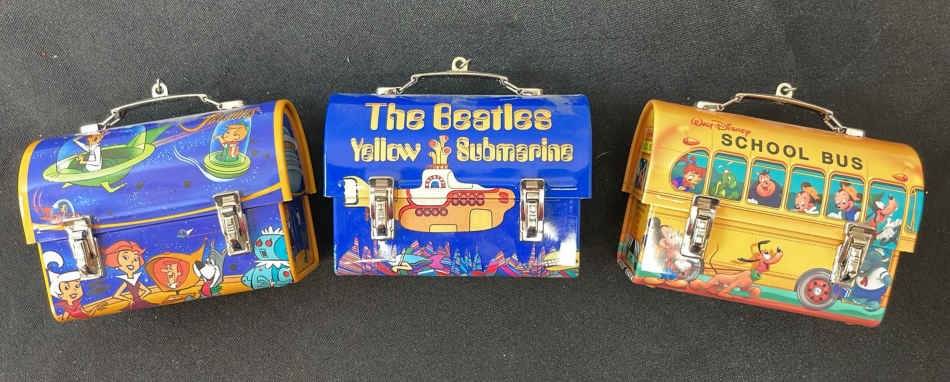 The Beatles
Yellow Submarine
Walt Disney
SCHOOL BUS